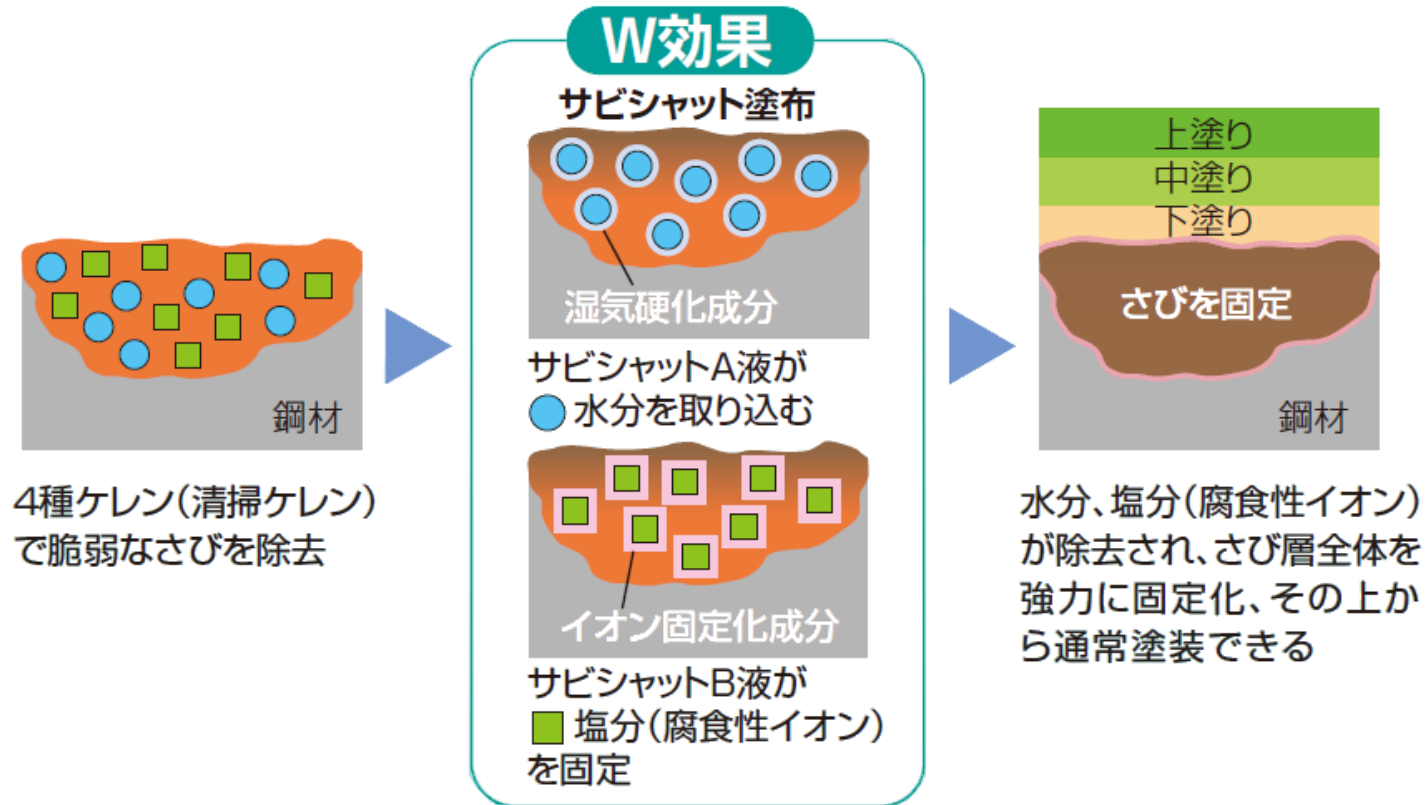 鋼材
4種ケレン(清掃ケレン)
で脆弱なさびを除去
W効果
サビシャット塗布
湿気硬化成分
サビシャットA液が
水分を取り込む
イオン固定化成分
サビシャットB液が
塩分(腐食性イオン)
を固定
上塗り
中塗り
下塗り
さびを固定
鋼材
水分、塩分(腐食性イオン)
が除去され、さび層全体を
強力に固定化、その上か
ら通常塗装できる